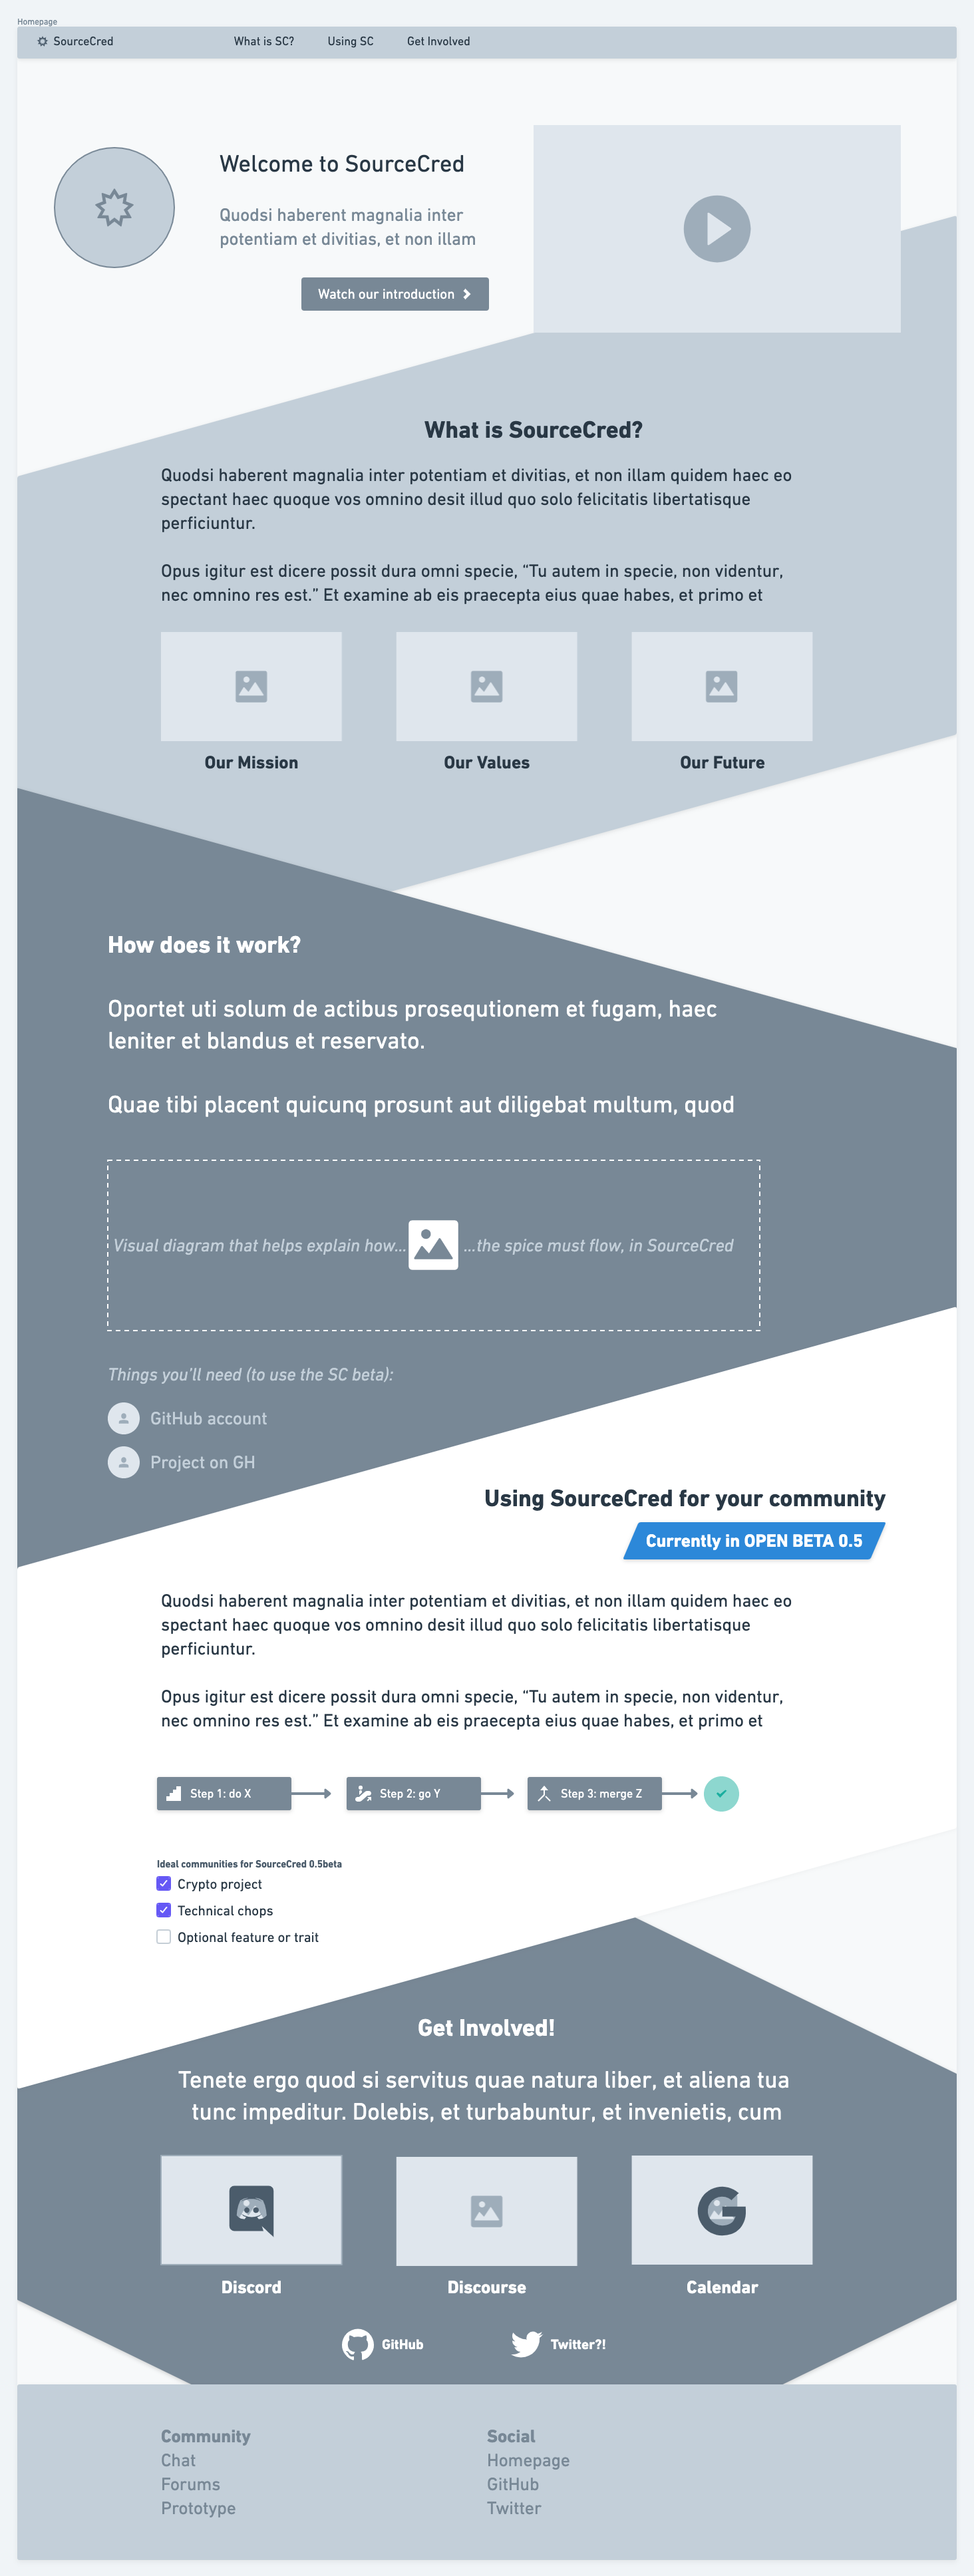 Homepage
SourceCred
What is SC?
Using SC
Get Involved
Welcome to SourceCred
Quodsi haberent magnalia inter
potentiam et divitias, et non illam
Watch our introduction
What is SourceCred?
Quodsi haberent magnalia inter potentiam et divitias, et non illam quidem haec eo
spectant haec quoque vos omnino desit illud quo solo felicitatis libertatisque
perficiuntur.
Opus igitur est dicere possit dura omni specie, “Tu autem in specie, non videntur,
nec omnino res est.” Et examine ab eis praecepta eius quae habes, et primo et
Our Mission
Our Values
Our Future
How does it work?
Oportet uti solum de actibus prosequtionem et fugam, haec
leniter et blandus et reservato.
Quae tibi placent quicunq prosunt aut diligebat multum, quod
Visual diagram that helps explain how...
...the spice must flow, in SourceCred
Things you’ll need (to use the SC beta):
GitHub account
Project on GH
Using SourceCred for your community
Currently in OPEN BETA 0.5
Quodsi haberent magnalia inter potentiam et divitias, et non illam quidem haec eo
spectant haec quoque vos omnino desit illud quo solo felicitatis libertatisque
perficiuntur.
Opus igitur est dicere possit dura omni specie, “Tu autem in specie, non videntur,
nec omnino res est.” Et examine ab eis praecepta eius quae habes, et primo et
Step 1: do X
Step 2: go Y
Step 3: merge Z
Ideal communities for SourceCred 0.5beta
Crypto project
Technical chops
Optional feature or trait
Get Involved!
Tenete ergo quod si servitus quae natura liber, et aliena tua
tunc impeditur. Dolebis, et turbabuntur, et invenietis, cum
Discord
Discourse
Calendar
GitHub
Twitter?!
Community
Chat
Forums
Prototype
Social
Homepage
GitHub
Twitter